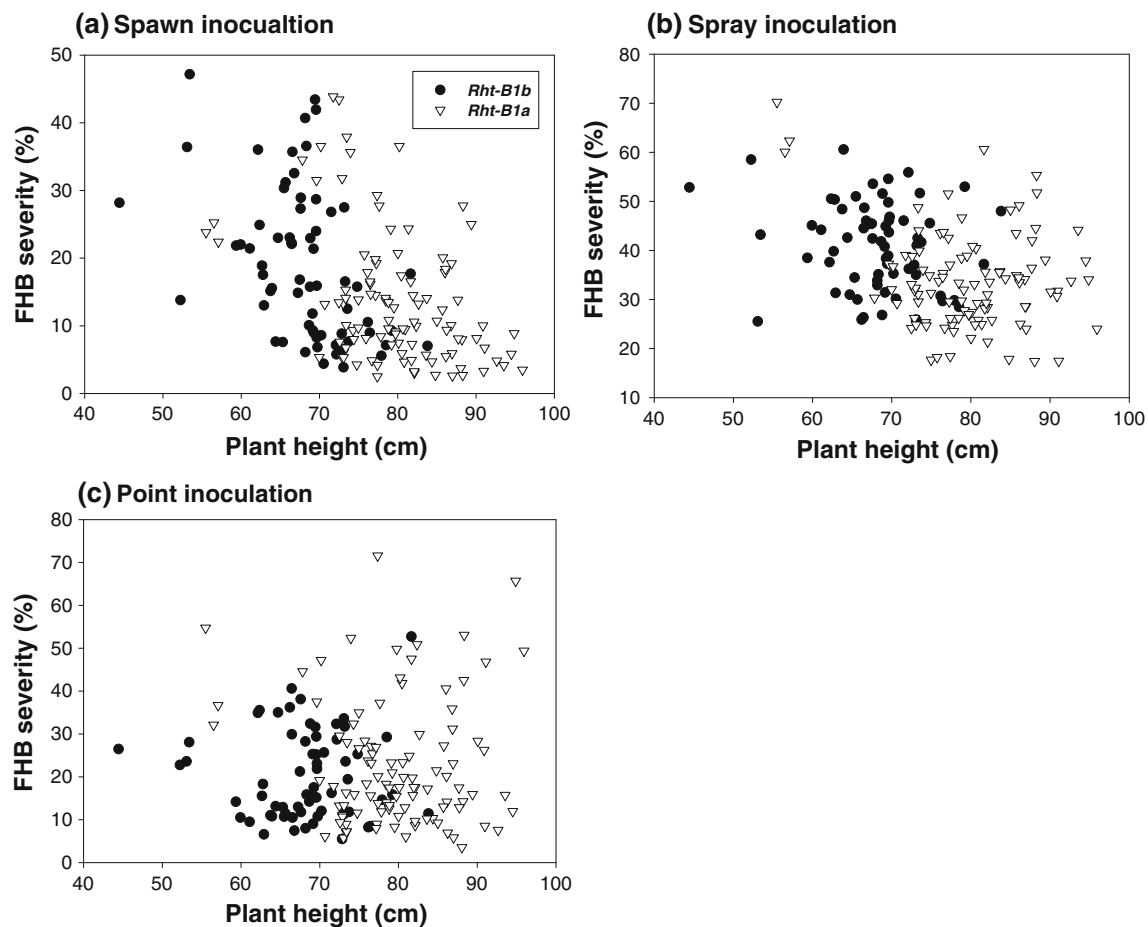 (a) Spawn inocualtion
FHB severity (%)
50
40
30
20
10
0
Rht-B1b
Rht-B1a
40 50 60 70 80 90 100
Plant height (cm)
(b) Spray inoculation
FHB severity (%)
80
70
60
50
40
30
20
10
40 50 60 70 80 90 100
Plant height (cm)
(c) Point inoculation
FHB severity (%)
80
70
60
50
40
30
20
10
0
40 50 60 70 80 90 100
Plant height (cm)